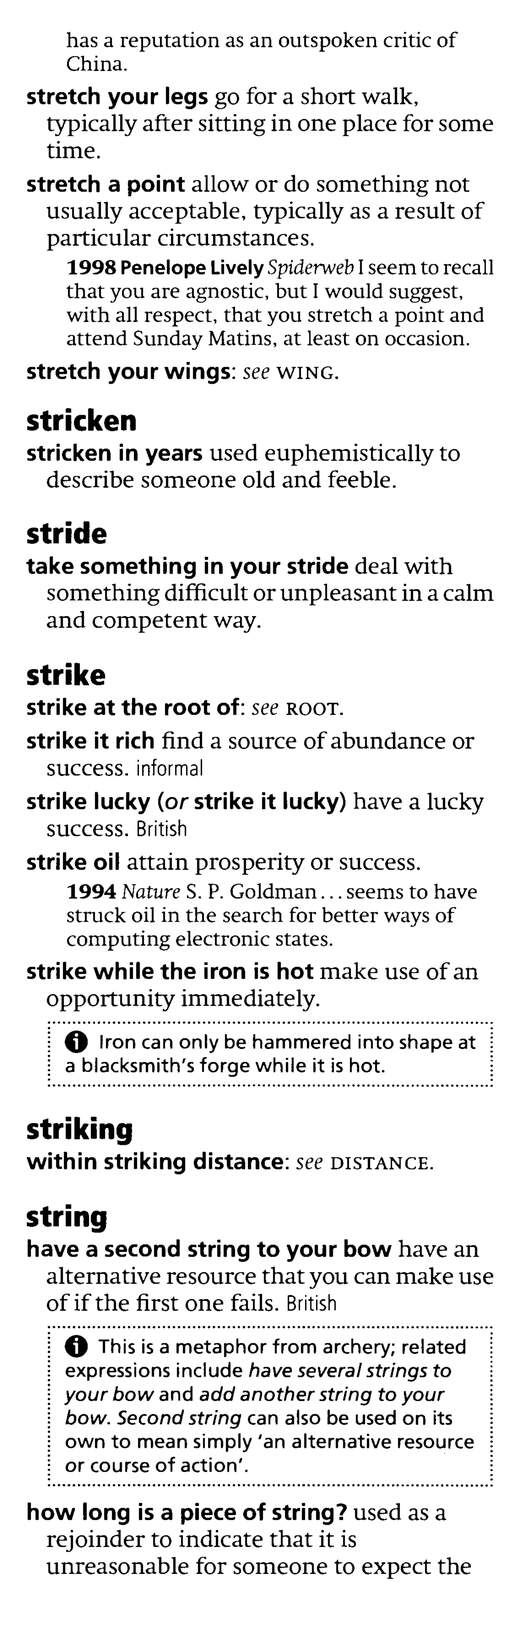 has a reputation as an outspoken critic of
China.
stretch your legs go for a short walk,
typically after sitting in one place for some
time.
stretch a point allow or do something not
usually acceptable, typically as a result of
particular circumstances.
1998 Penelope Lively Spiderweb I seem to recall
that you are agnostic, but I would suggest,
with all respect, that you stretch a point and
attend Sunday Matins, at least on occasion.
stretch your wings: see WING.
stricken
stricken in years used euphemistically to
describe someone old and feeble.
stride
take something in your stride deal with
something difficult or unpleasant in a calm
and competent way.
strike
strike at the root of: see ROOT.
strike it rich find a source of abundance or
success. informal
strike lucky (or strike it lucky) have a lucky
success. British
strike oil attain prosperity or success.
1994 Nature S. P. Goldman...seems to have
struck oil in the search for better ways of
computing electronic states.
strike while the iron is hot make use of an
opportunity immediately.
i Iron can only be hammered into shape at
a blacksmith's forge while it is hot.
striking
within striking distance: see DISTANCE.
string
have a second string to your bow have an
alternative resource that you can make use
of if the first one fails. British
i This is a metaphor from archery; related
expressions include have several strings to
your bow and add another string to your
bow. Second string can also be used on its
own to mean simply 'an alternative resource
or course of action'.
how long is a piece of string? used as a
rejoinder to indicate that it is
unreasonable for someone to expect the